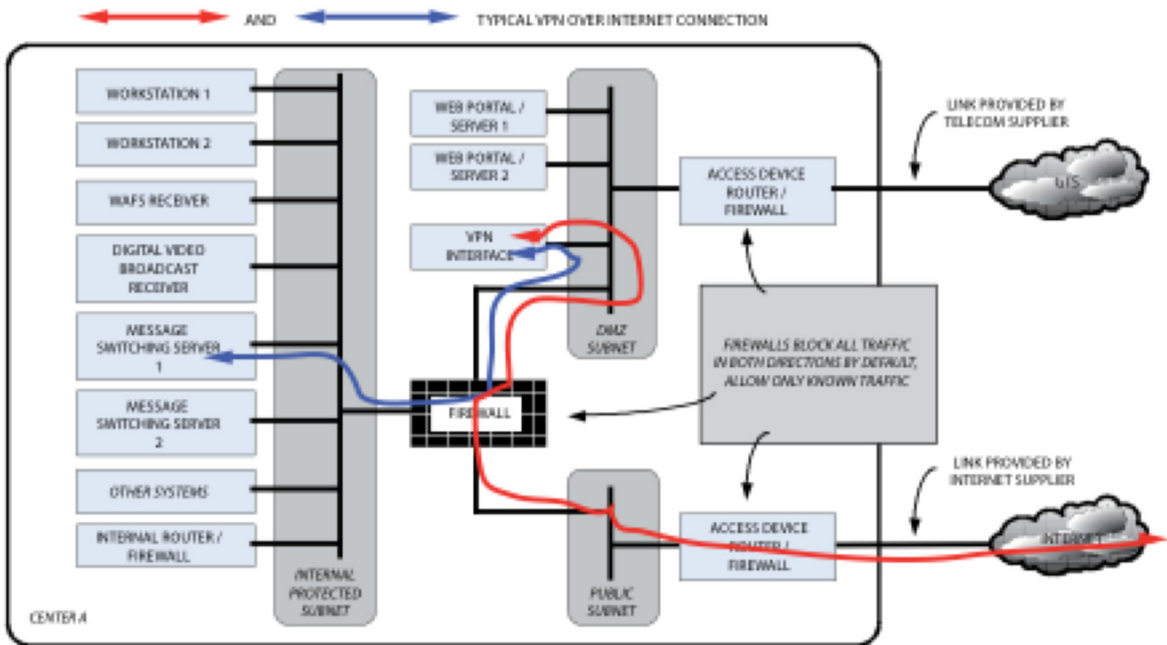 AND
TYPICAL VPN OVER INTERNET CONNECTION
WORKSTATION 1
WORKSTATION 2
WAFS RECEIVER
DIGITAL VIDEO
BROADCAST
RECEIVER
MESSAGE
SWITCHING SERVER
1
MESSAGE
SWITCHING SERVER
2
OTHER SYSTEMS
INTERNAL ROUTER /
FIREWALL
INTERNAL
PROTECTED
SUBNET
CENTER A
WEB PORTAL /
SERVER 1
WEB PORTAL /
SERVER 2
VPN
INTERFACE
DMZ
SUBNET
FIREWALL
PUBLIC
SUBNET
ACCESS DEVICE
ROUTER /
FIREWALL
LINK PROVIDED BY
TELECOM SUPPLIER
GTS
FIREWALLS BLOCK ALL TRAFFIC
IN BOTH DIRECTIONS BY DEFAULT,
ALLOW ONLY KNOWN TRAFFIC
LINK PROVIDED BY
INTERNET SUPPLIER
ACCESS DEVICE
ROUTER /
FIREWALL
INTERNET